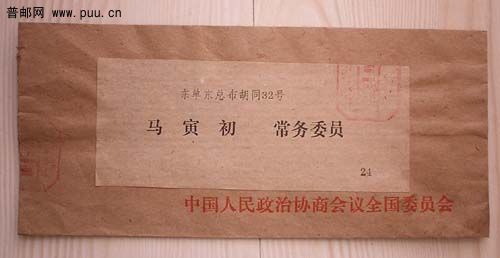 普邮网
www.puu.cn
东单东总布胡同32号
马寅初 常务委员
24
中国人民政治协商会议全国委员会